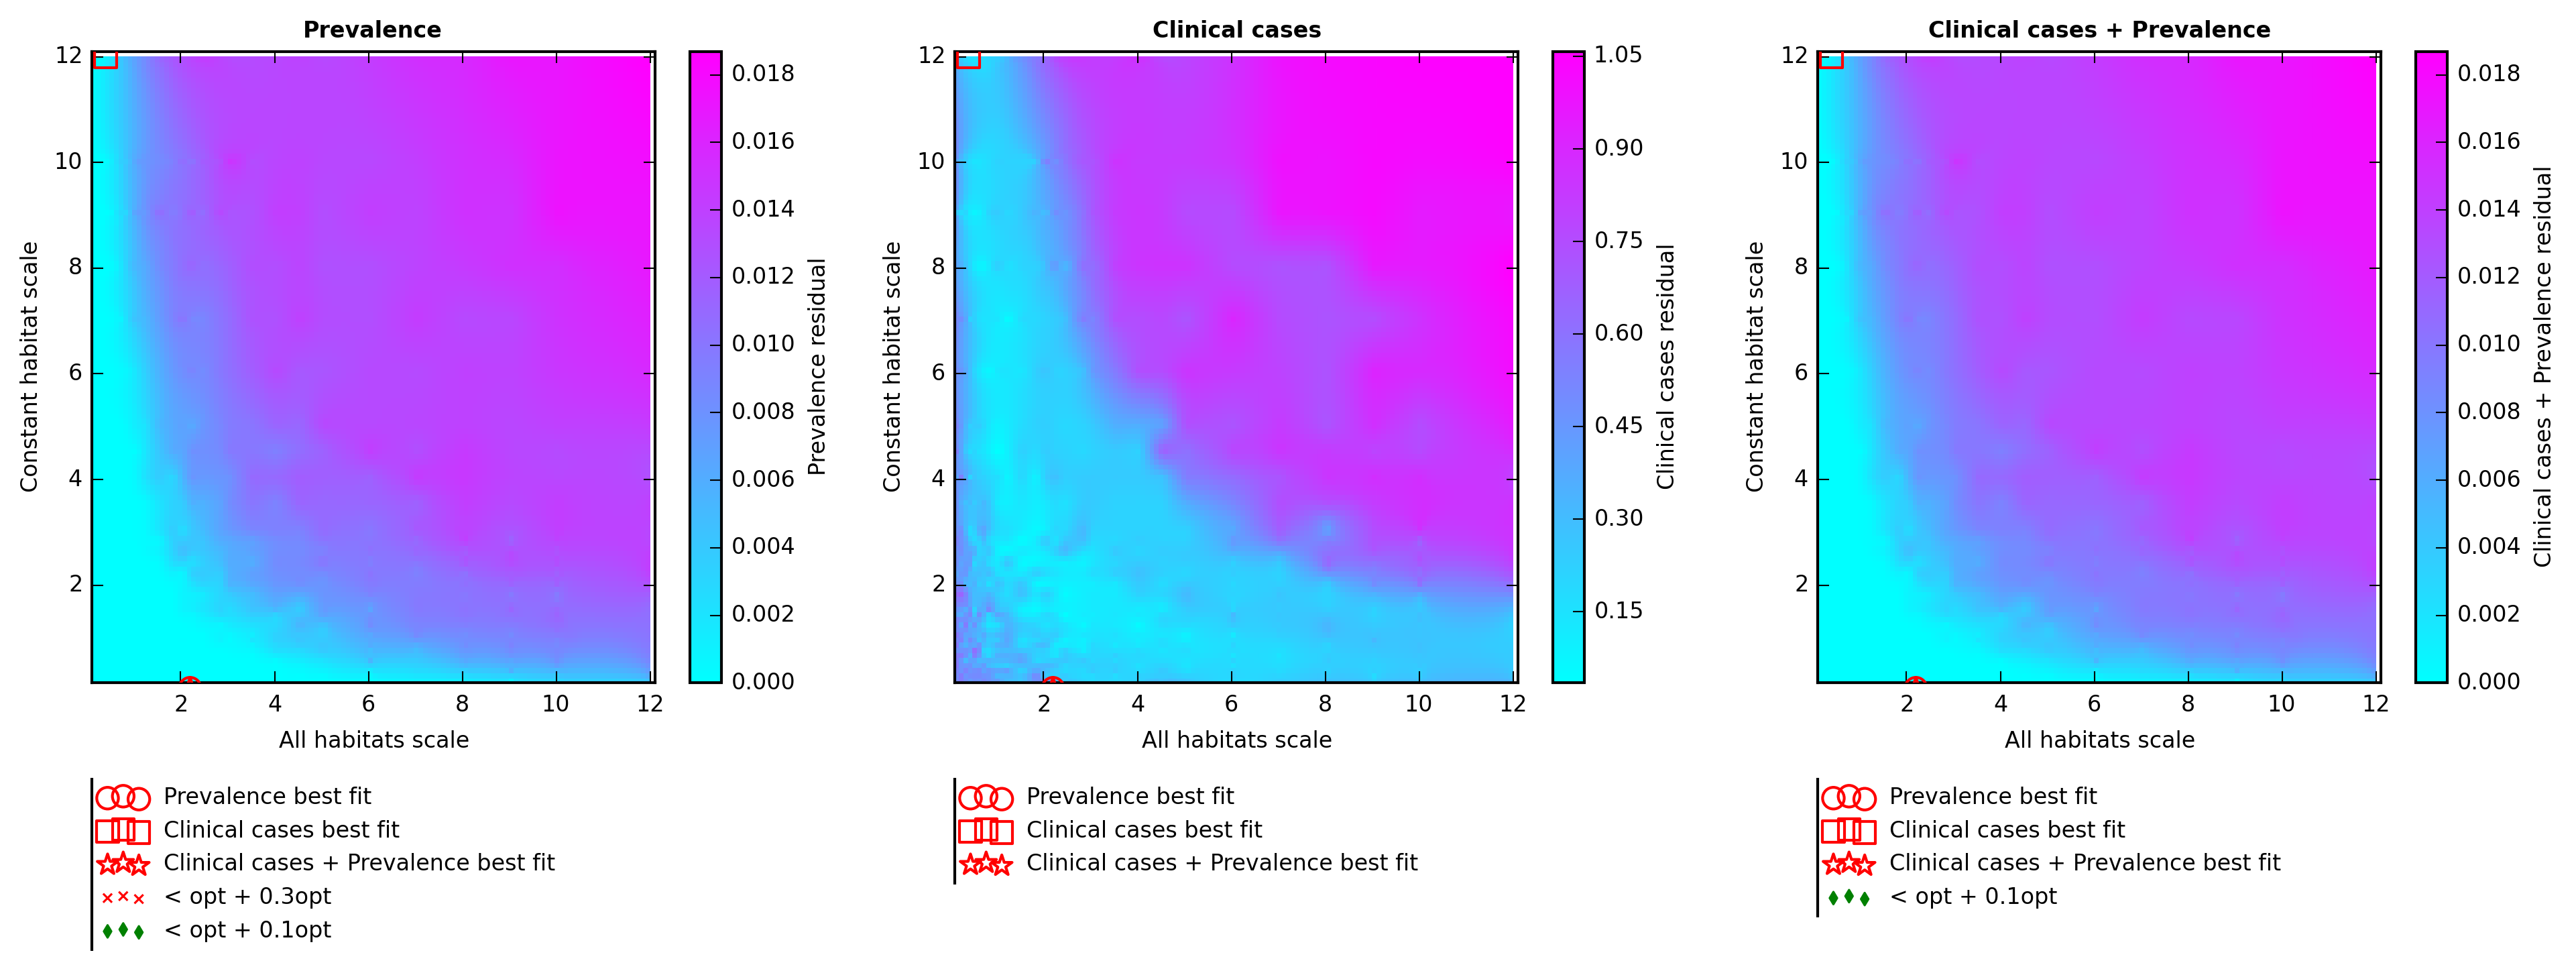 Prevalence
12
10
8
6
4
2
Constant habitat scale
2 4 6 8 10 12
All habitats scale
0.018
0.016
0.014
0.012
0.010
0.008
0.006
0.004
0.002
0.000
Prevalence residual
Prevalence best fit
Clinical cases best fit
Clinical cases + Prevalence best fit
< opt + 0.3opt
< opt + 0.1opt
Clinical cases
12
10
8
6
4
2
Constant habitat scale
2 4 6 8 10 12
All habitats scale
1.05
0.90
0.75
0.60
0.45
0.30
0.15
Clinical cases residual
Prevalence best fit
Clinical cases best fit
Clinical cases + Prevalence best fit
Clinical cases + Prevalence
12
10
8
6
4
2
Constant habitat scale
2 4 6 8 10 12
All habitats scale
0.018
0.016
0.014
0.012
0.010
0.008
0.006
0.004
0.002
0.000
Clinical cases + Prevalence residual
Prevalence best fit
Clinical cases best fit
Clinical cases + Prevalence best fit
< opt + 0.1opt